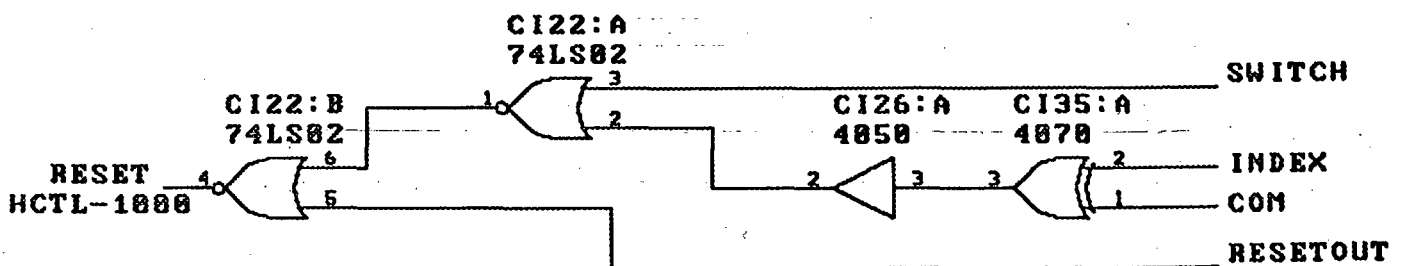 CI22:A
74LS02
3
SWITCH
CI22:B
74LS02
1
2
CI26:A
4050
CI35:A
4070
6
2
INDEX
RESET
HCTL-1000
4
2
3
3
5
1
COM
RESETOUT